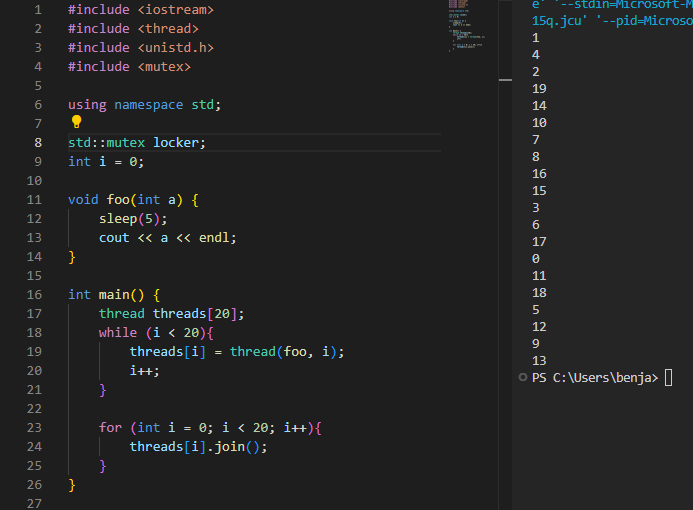 1 #include <iostream>
2 #include <thread>
3 #include <unistd.h>
4 #include <mutex>
5
6 using namespace std;
7
8 std::mutex locker;
9 int i = 0;
10
11 void foo(int a) {
12     sleep(5);
13     cout << a << endl;
14 }
15
16 int main() {
17     thread threads[20];
18     while (i < 20){
19         threads[i] = thread(foo, i);
20         i++;
21     }
22
23     for (int i = 0; i < 20; i++){
24         threads[i].join();
25     }
26 }
27
e' '--stdin=Microsoft-M
15q.jcu' '--pid=Microso
1
4
2
19
14
10
7
8
16
15
3
6
17
0
11
18
5
12
9
13
PS C:\Users\benja>